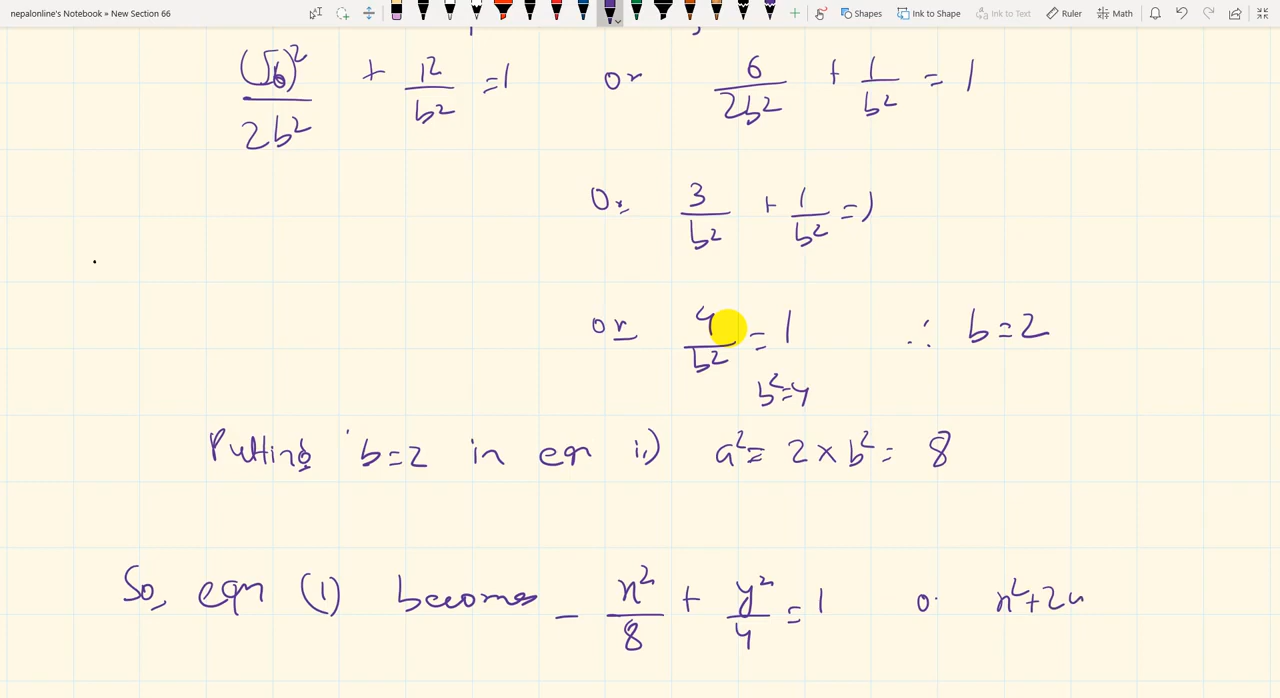 nepalonline's Notebook » New Section 66
Shapes Ink to Shape Ink to Text Ruler Math
(√6)²/2b² + 1²/b² = 1 or 6/2b² + 1/b² = 1
Or 3/b² + 1/b² = 1
or 4/b² = 1 ∴ b = 2
b² = 4
Putting b = 2 in eqn ii) a² = 2 × b² = 8
So, eqn (1) becomes – x²/8 + y²/4 = 1 o x² + 2